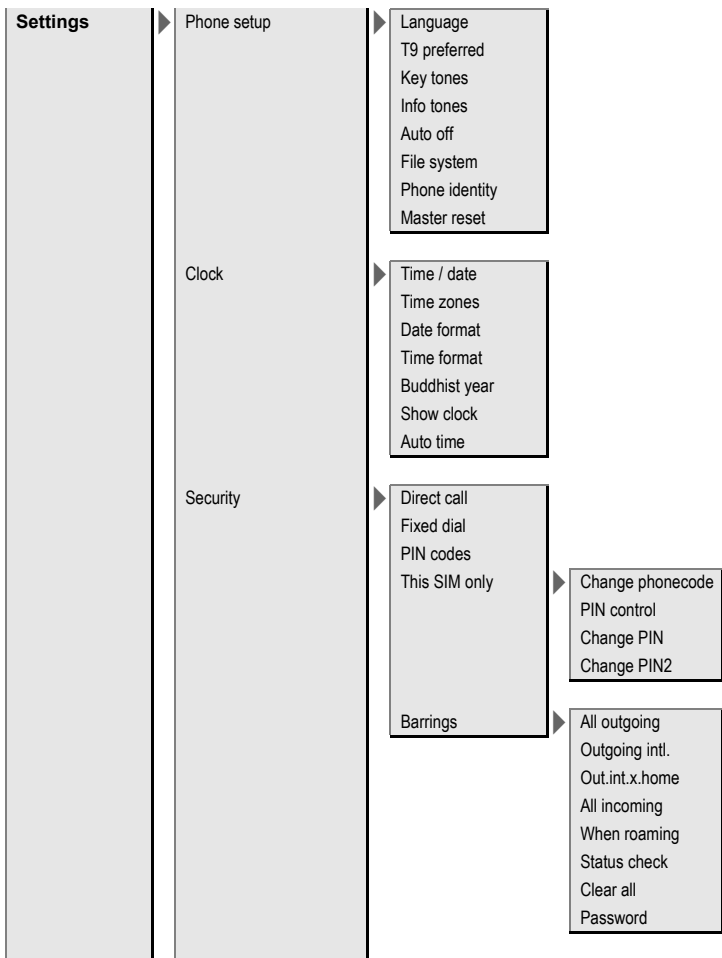 Settings
Phone setup
Language
T9 preferred
Key tones
Info tones
Auto off
File system
Phone identity
Master reset
Clock
Time / date
Time zones
Date format
Time format
Buddhist year
Show clock
Auto time
Security
Direct call
Fixed dial
PIN codes
This SIM only
Change phonecode
PIN control
Change PIN
Change PIN2
Barrings
All outgoing
Outgoing intl.
Out.int.x.home
All incoming
When roaming
Status check
Clear all
Password